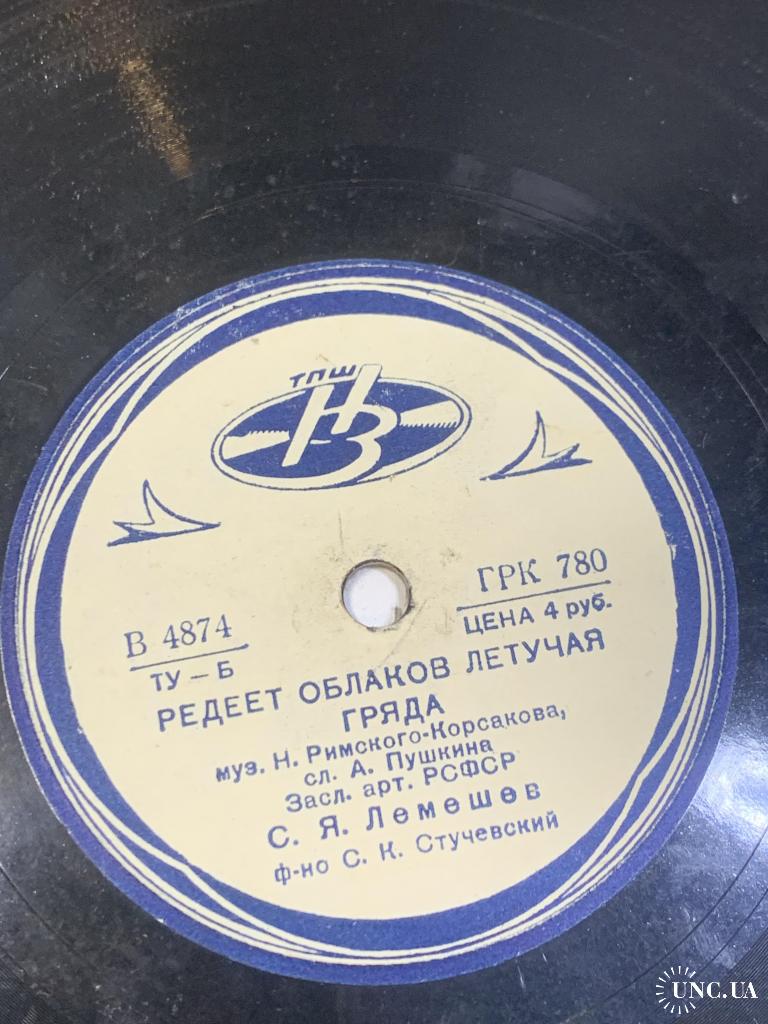 ТПШ
НЗ
В 4874
ТУ – Б
ГРК 780
ЦЕНА 4 руб.
РЕДЕЕТ ОБЛАКОВ ЛЕТУЧАЯ
ГРЯДА
муз. Н. Римского-Корсакова,
сл. А. Пушкина
Засл. арт. РСФСР
С. Я. Лемешев
ф-но С. К. Стучевский
UNC.UA